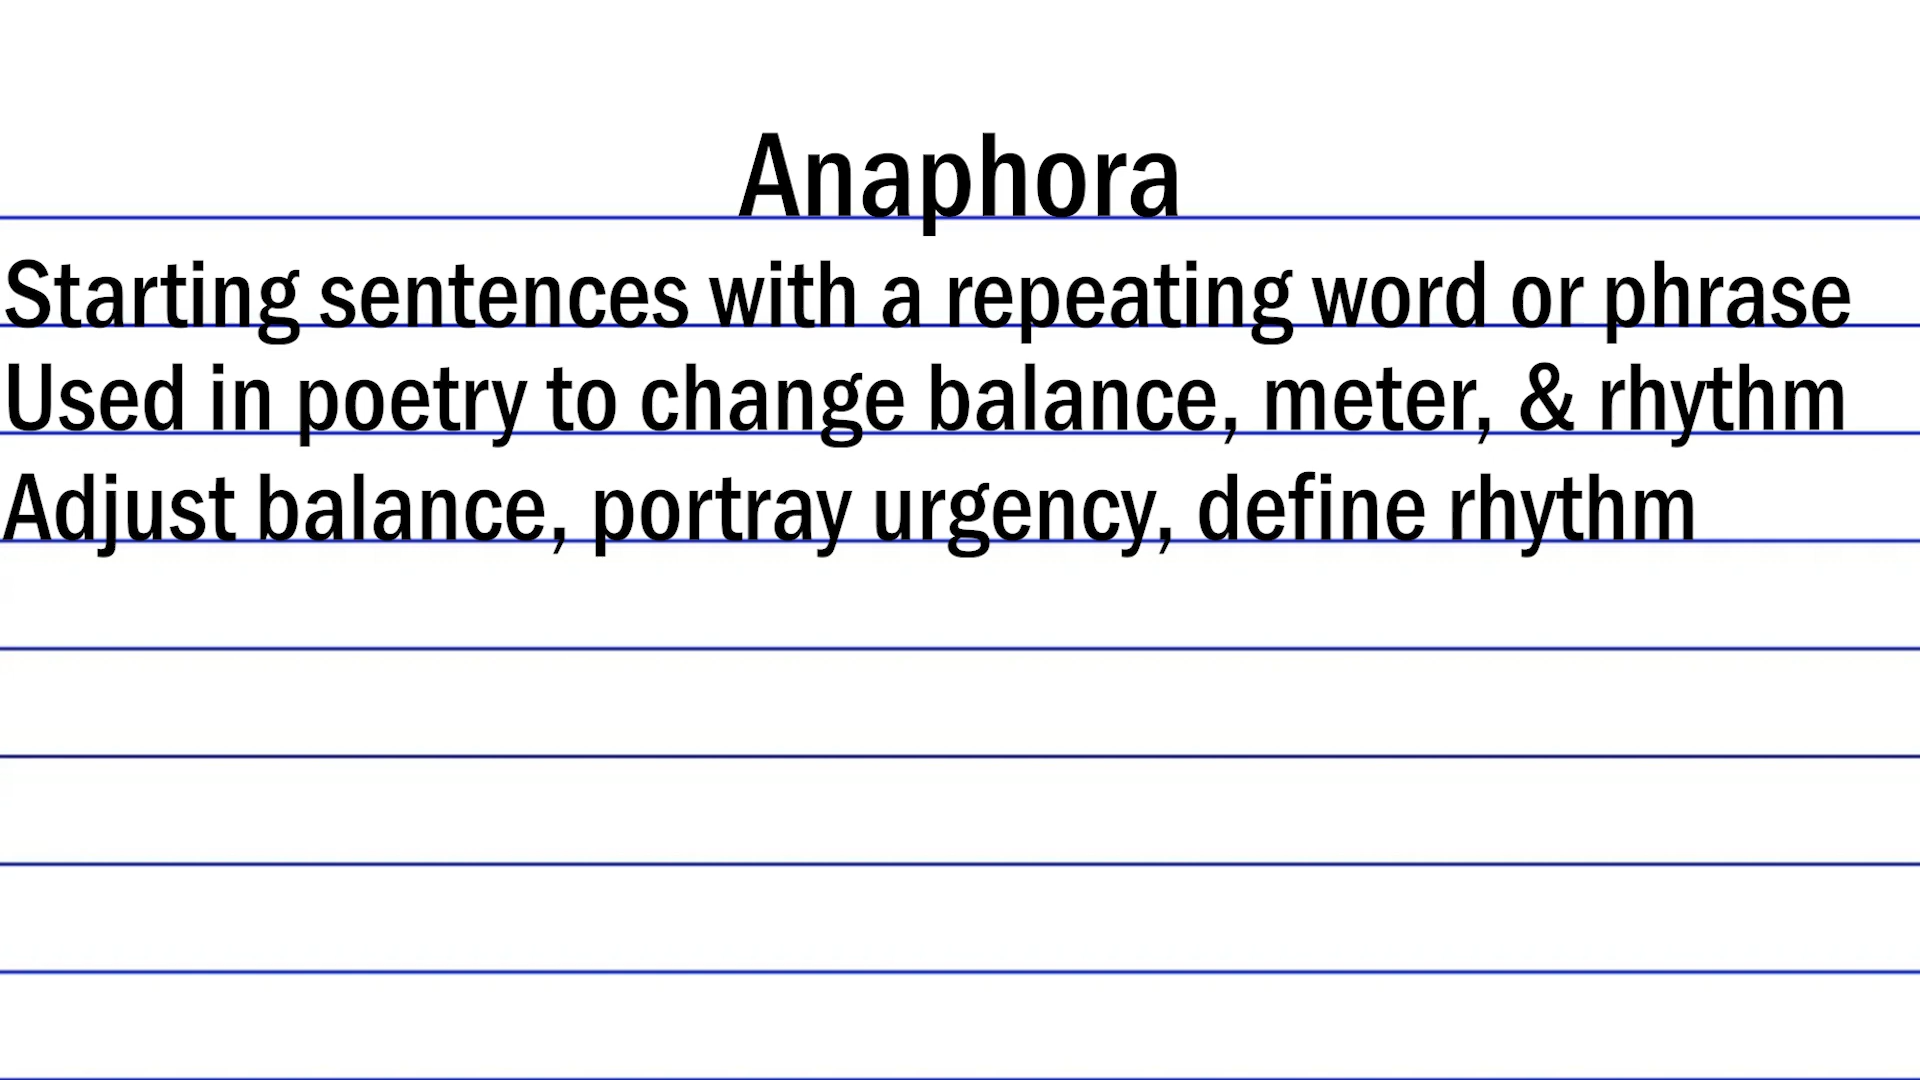 Anaphora
Starting sentences with a repeating word or phrase
Used in poetry to change balance, meter, & rhythm
Adjust balance, portray urgency, define rhythm